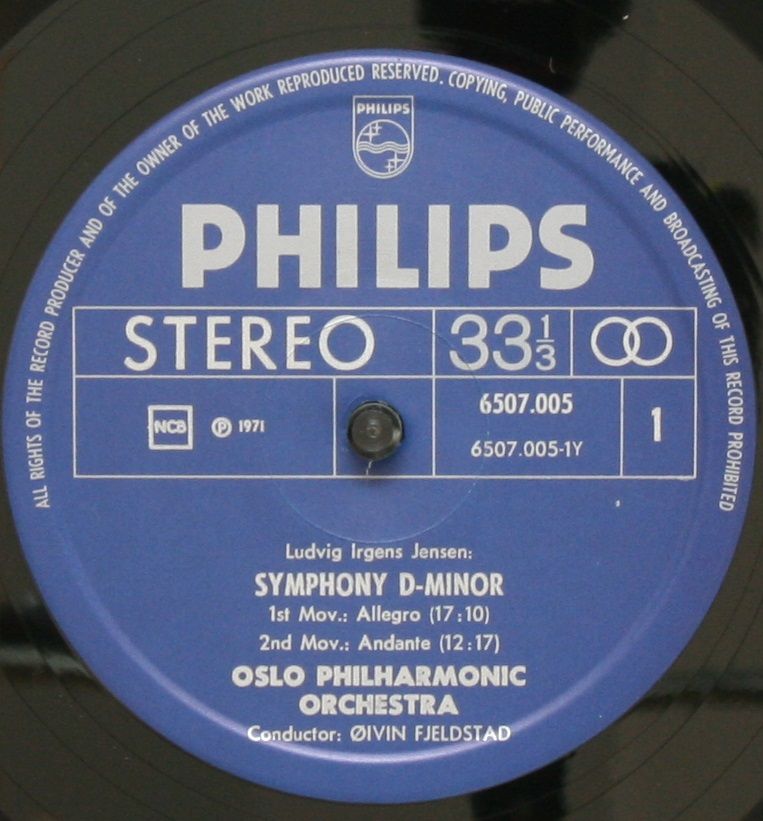 ALL RIGHTS OF THE RECORD PRODUCER AND OF THE OWNER OF THE WORK REPRODUCED RESERVED. COPYING, PUBLIC PERFORMANCE AND BROADCASTING OF THIS RECORD PROHIBITED
PHILIPS
PHILIPS
STEREO 33 1/3
NCB ℗ 1971 6507.005 1
6507.005-1Y
Ludvig Irgens Jensen:
SYMPHONY D-MINOR
1st Mov.: Allegro (17:10)
2nd Mov.: Andante (12:17)
OSLO PHILHARMONIC
ORCHESTRA
Conductor: ØIVIN FJELDSTAD